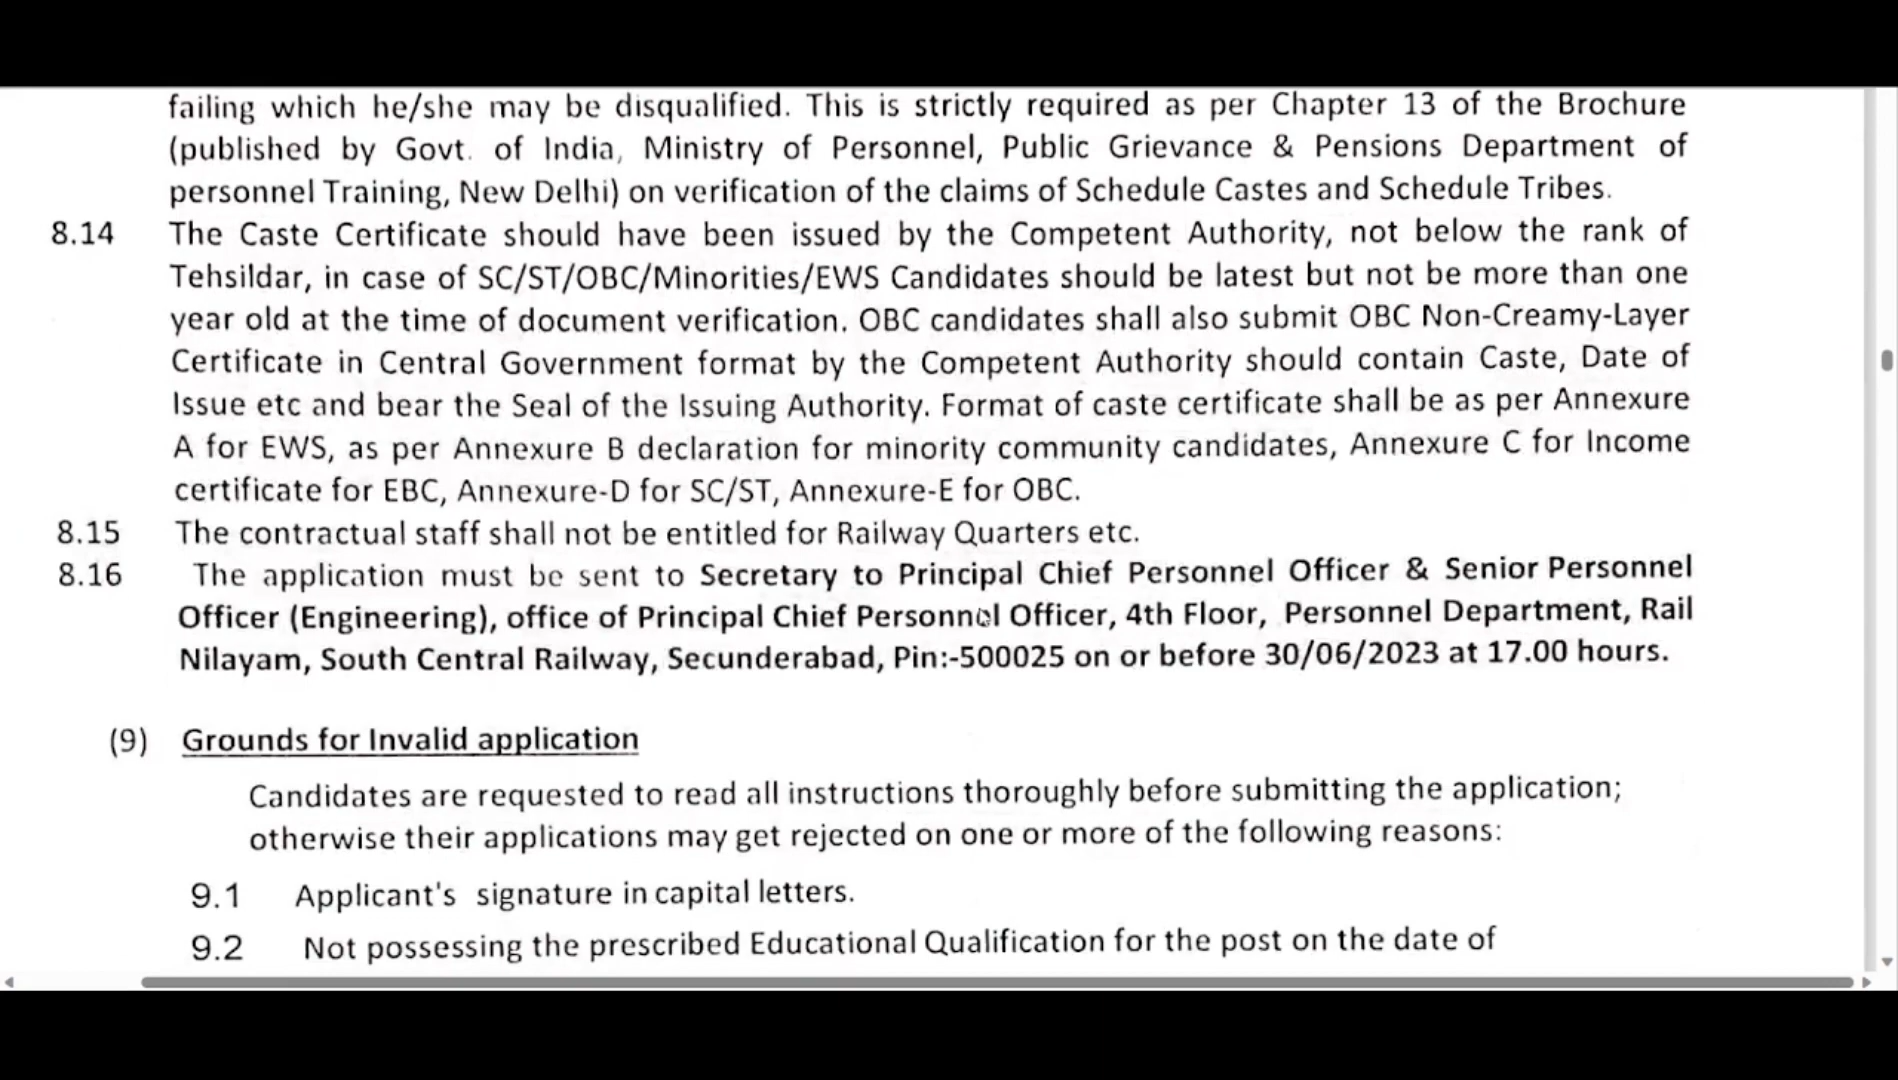 failing which he/she may be disqualified. This is strictly required as per Chapter 13 of the Brochure
(published by Govt. of India, Ministry of Personnel, Public Grievance & Pensions Department of
personnel Training, New Delhi) on verification of the claims of Schedule Castes and Schedule Tribes.
8.14 The Caste Certificate should have been issued by the Competent Authority, not below the rank of
Tehsildar, in case of SC/ST/OBC/Minorities/EWS Candidates should be latest but not be more than one
year old at the time of document verification. OBC candidates shall also submit OBC Non-Creamy-Layer
Certificate in Central Government format by the Competent Authority should contain Caste, Date of
Issue etc and bear the Seal of the Issuing Authority. Format of caste certificate shall be as per Annexure
A for EWS, as per Annexure B declaration for minority community candidates, Annexure C for Income
certificate for EBC, Annexure-D for SC/ST, Annexure-E for OBC.
8.15 The contractual staff shall not be entitled for Railway Quarters etc.
8.16 The application must be sent to Secretary to Principal Chief Personnel Officer & Senior Personnel
Officer (Engineering), office of Principal Chief Personnel Officer, 4th Floor, Personnel Department, Rail
Nilayam, South Central Railway, Secunderabad, Pin:-500025 on or before 30/06/2023 at 17.00 hours.
(9) Grounds for Invalid application
Candidates are requested to read all instructions thoroughly before submitting the application;
otherwise their applications may get rejected on one or more of the following reasons:
9.1 Applicant's signature in capital letters.
9.2 Not possessing the prescribed Educational Qualification for the post on the date of